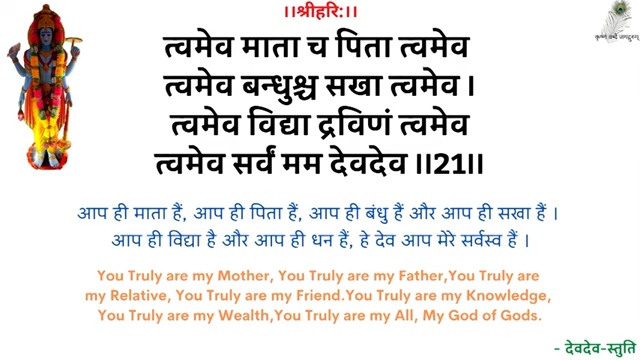 ।।श्रीहरि:।।
कृष्णं वन्दे जगद्गुरुम्
त्वमेव माता च पिता त्वमेव
त्वमेव बन्धुश्च सखा त्वमेव ।
त्वमेव विद्या द्रविणं त्वमेव
त्वमेव सर्वं मम देवदेव ।।21।।
आप ही माता हैं, आप ही पिता हैं, आप ही बंधु हैं और आप ही सखा हैं ।
आप ही विद्या है और आप ही धन हैं, हे देव आप मेरे सर्वस्व हैं ।
You Truly are my Mother, You Truly are my Father,You Truly are
my Relative, You Truly are my Friend.You Truly are my Knowledge,
You Truly are my Wealth,You Truly are my All, My God of Gods.
- देवदेव-स्तुति